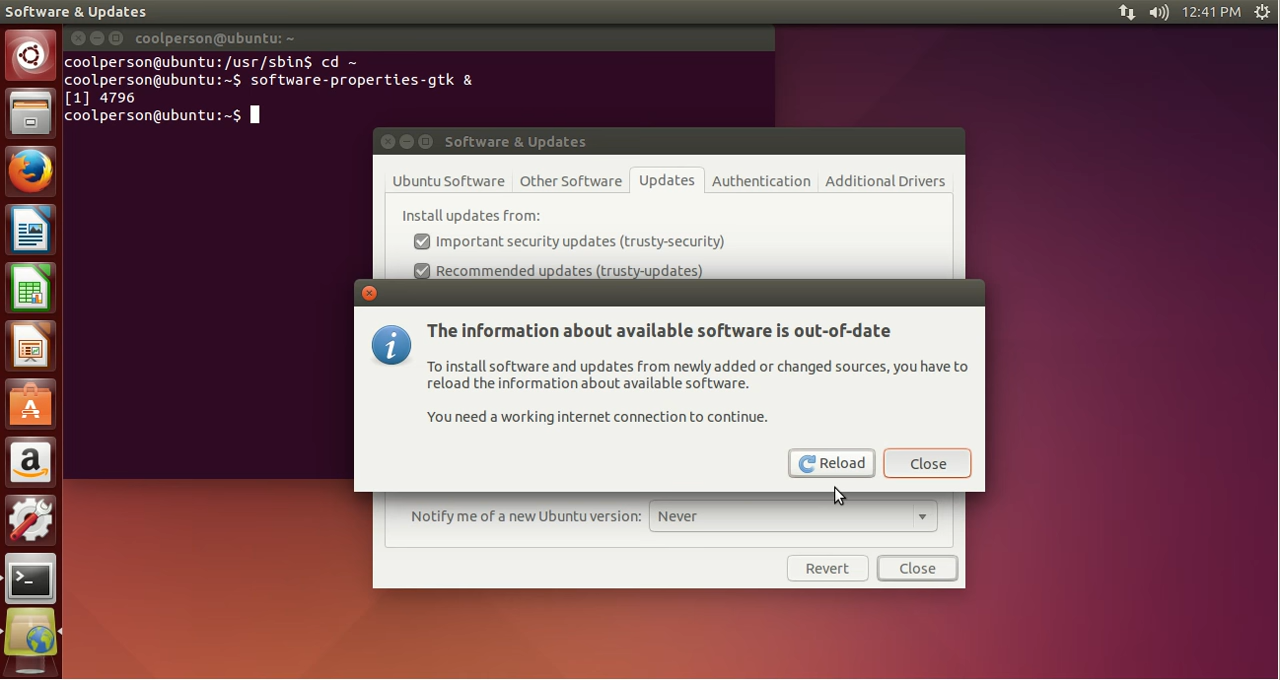 Software & Updates
12:41 PM
coolperson@ubuntu: ~
coolperson@ubuntu:/usr/sbin$ cd ~
coolperson@ubuntu:~$ software-properties-gtk &
[1] 4796
coolperson@ubuntu:~$
Software & Updates
Ubuntu Software Other Software Updates Authentication Additional Drivers
Install updates from:
Important security updates (trusty-security)
Recommended updates (trusty-updates)
The information about available software is out-of-date
To install software and updates from newly added or changed sources, you have to
reload the information about available software.
You need a working internet connection to continue.
Reload Close
Notify me of a new Ubuntu version: Never
Revert Close